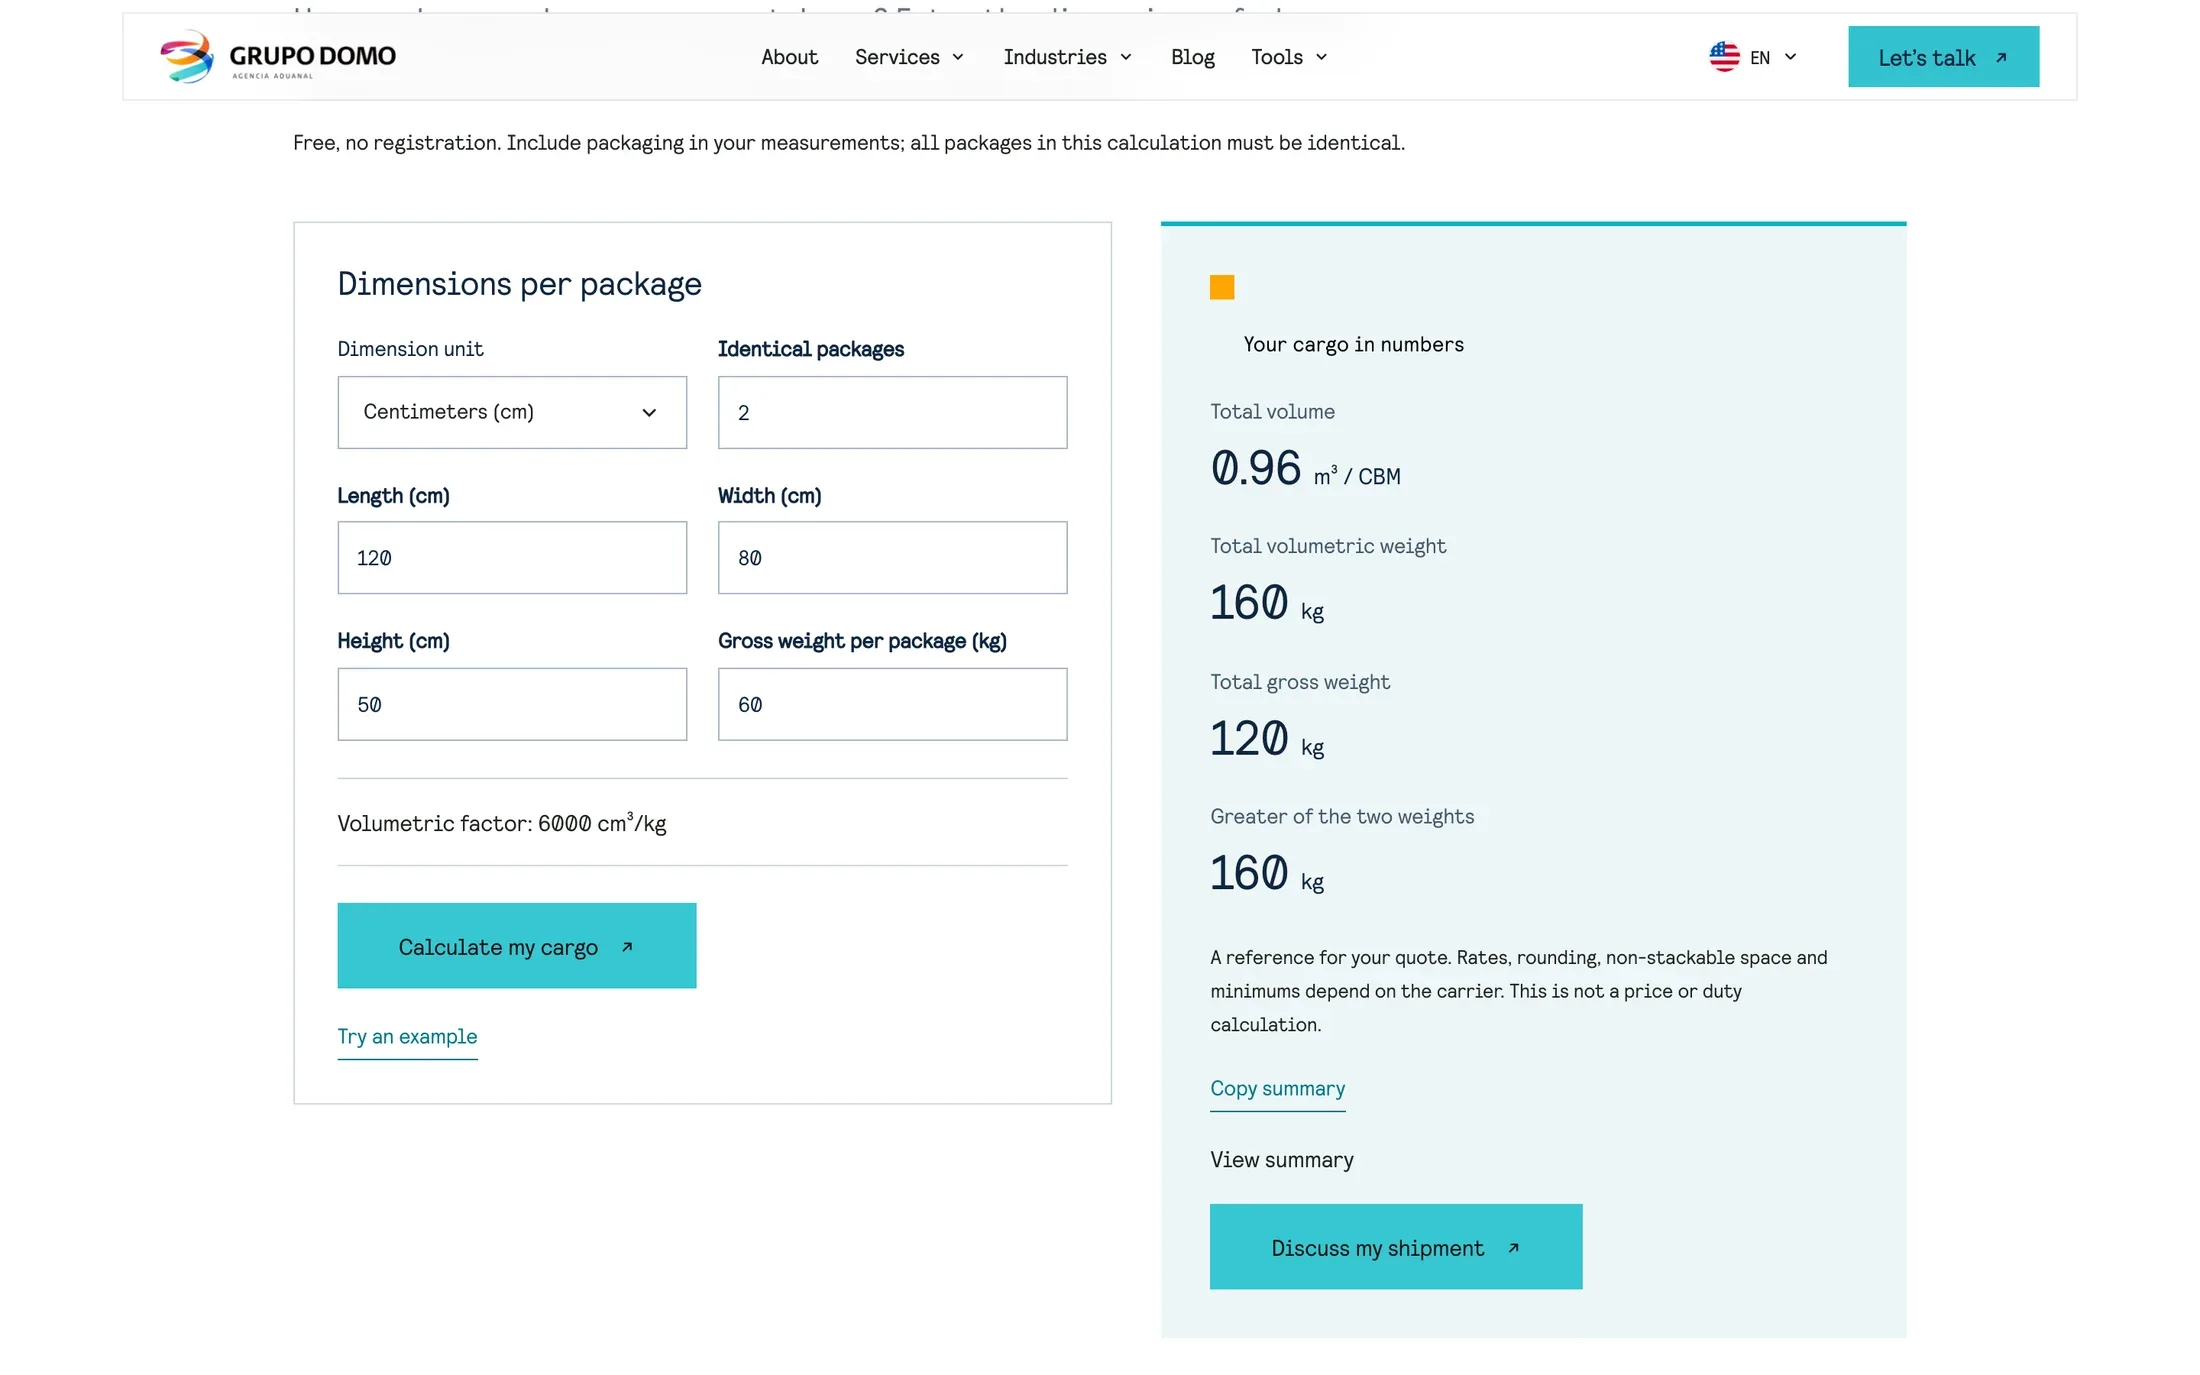 GRUPO DOMO
AGENCIA ADUANAL
About
Services
Industries
Blog
Tools
EN
Let's talk
Free, no registration. Include packaging in your measurements; all packages in this calculation must be identical.
Dimensions per package
Dimension unit
Identical packages
Centimeters (cm)
2
Length (cm)
Width (cm)
120
80
Height (cm)
Gross weight per package (kg)
50
60
Volumetric factor: 6000 cm³/kg
Calculate my cargo
Try an example
Your cargo in numbers
Total volume
0.96 m³ / CBM
Total volumetric weight
160 kg
Total gross weight
120 kg
Greater of the two weights
160 kg
A reference for your quote. Rates, rounding, non-stackable space and
minimums depend on the carrier. This is not a price or duty
calculation.
Copy summary
View summary
Discuss my shipment